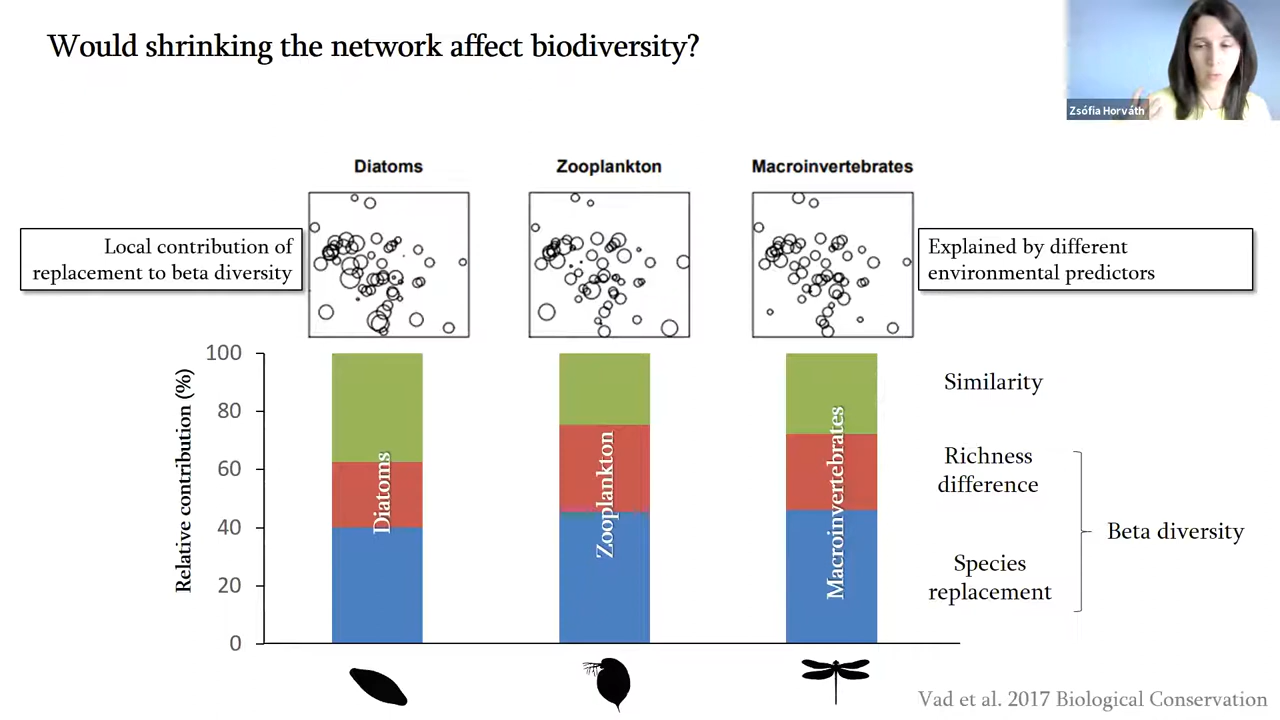 Would shrinking the network affect biodiversity?
Zsófia Horváth
Diatoms
Zooplankton
Macroinvertebrates
Local contribution of
replacement to beta diversity
Explained by different
environmental predictors
Relative contribution (%)
100
80
60
40
20
0
Diatoms
Zooplankton
Macroinvertebrates
Similarity
Richness
difference
Species
replacement
Beta diversity
Vad et al. 2017 Biological Conservation